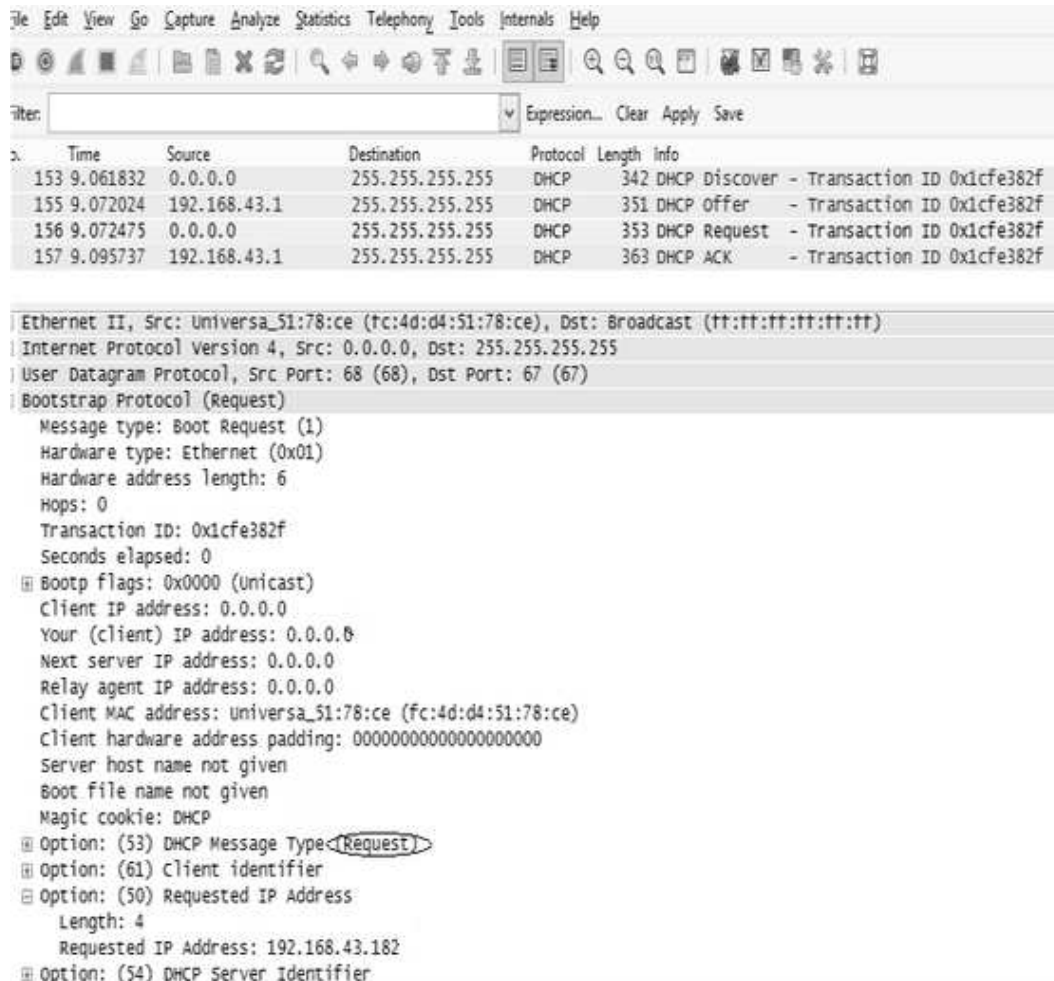 File Edit View Go Capture Analyze Statistics Telephony Tools Internals Help
Filter: Expression... Clear Apply Save
o. Time Source Destination Protocol Length Info
153 9.061832 0.0.0.0 255.255.255.255 DHCP 342 DHCP Discover - Transaction ID 0x1cfe382f
155 9.072024 192.168.43.1 255.255.255.255 DHCP 351 DHCP Offer - Transaction ID 0x1cfe382f
156 9.072475 0.0.0.0 255.255.255.255 DHCP 353 DHCP Request - Transaction ID 0x1cfe382f
157 9.095737 192.168.43.1 255.255.255.255 DHCP 363 DHCP ACK - Transaction ID 0x1cfe382f
Ethernet II, Src: Universa_51:78:ce (fc:4d:d4:51:78:ce), Dst: Broadcast (ff:ff:ff:ff:ff:ff)
Internet Protocol Version 4, Src: 0.0.0.0, Dst: 255.255.255.255
User Datagram Protocol, Src Port: 68 (68), Dst Port: 67 (67)
Bootstrap Protocol (Request)
Message type: Boot Request (1)
Hardware type: Ethernet (0x01)
Hardware address length: 6
Hops: 0
Transaction ID: 0x1cfe382f
Seconds elapsed: 0
Bootp flags: 0x0000 (Unicast)
Client IP address: 0.0.0.0
Your (client) IP address: 0.0.0.0
Next server IP address: 0.0.0.0
Relay agent IP address: 0.0.0.0
Client MAC address: Universa_51:78:ce (fc:4d:d4:51:78:ce)
Client hardware address padding: 00000000000000000000
Server host name not given
Boot file name not given
Magic cookie: DHCP
Option: (53) DHCP Message Type (Request)
Option: (61) Client identifier
Option: (50) Requested IP Address
Length: 4
Requested IP Address: 192.168.43.182
Option: (54) DHCP Server Identifier